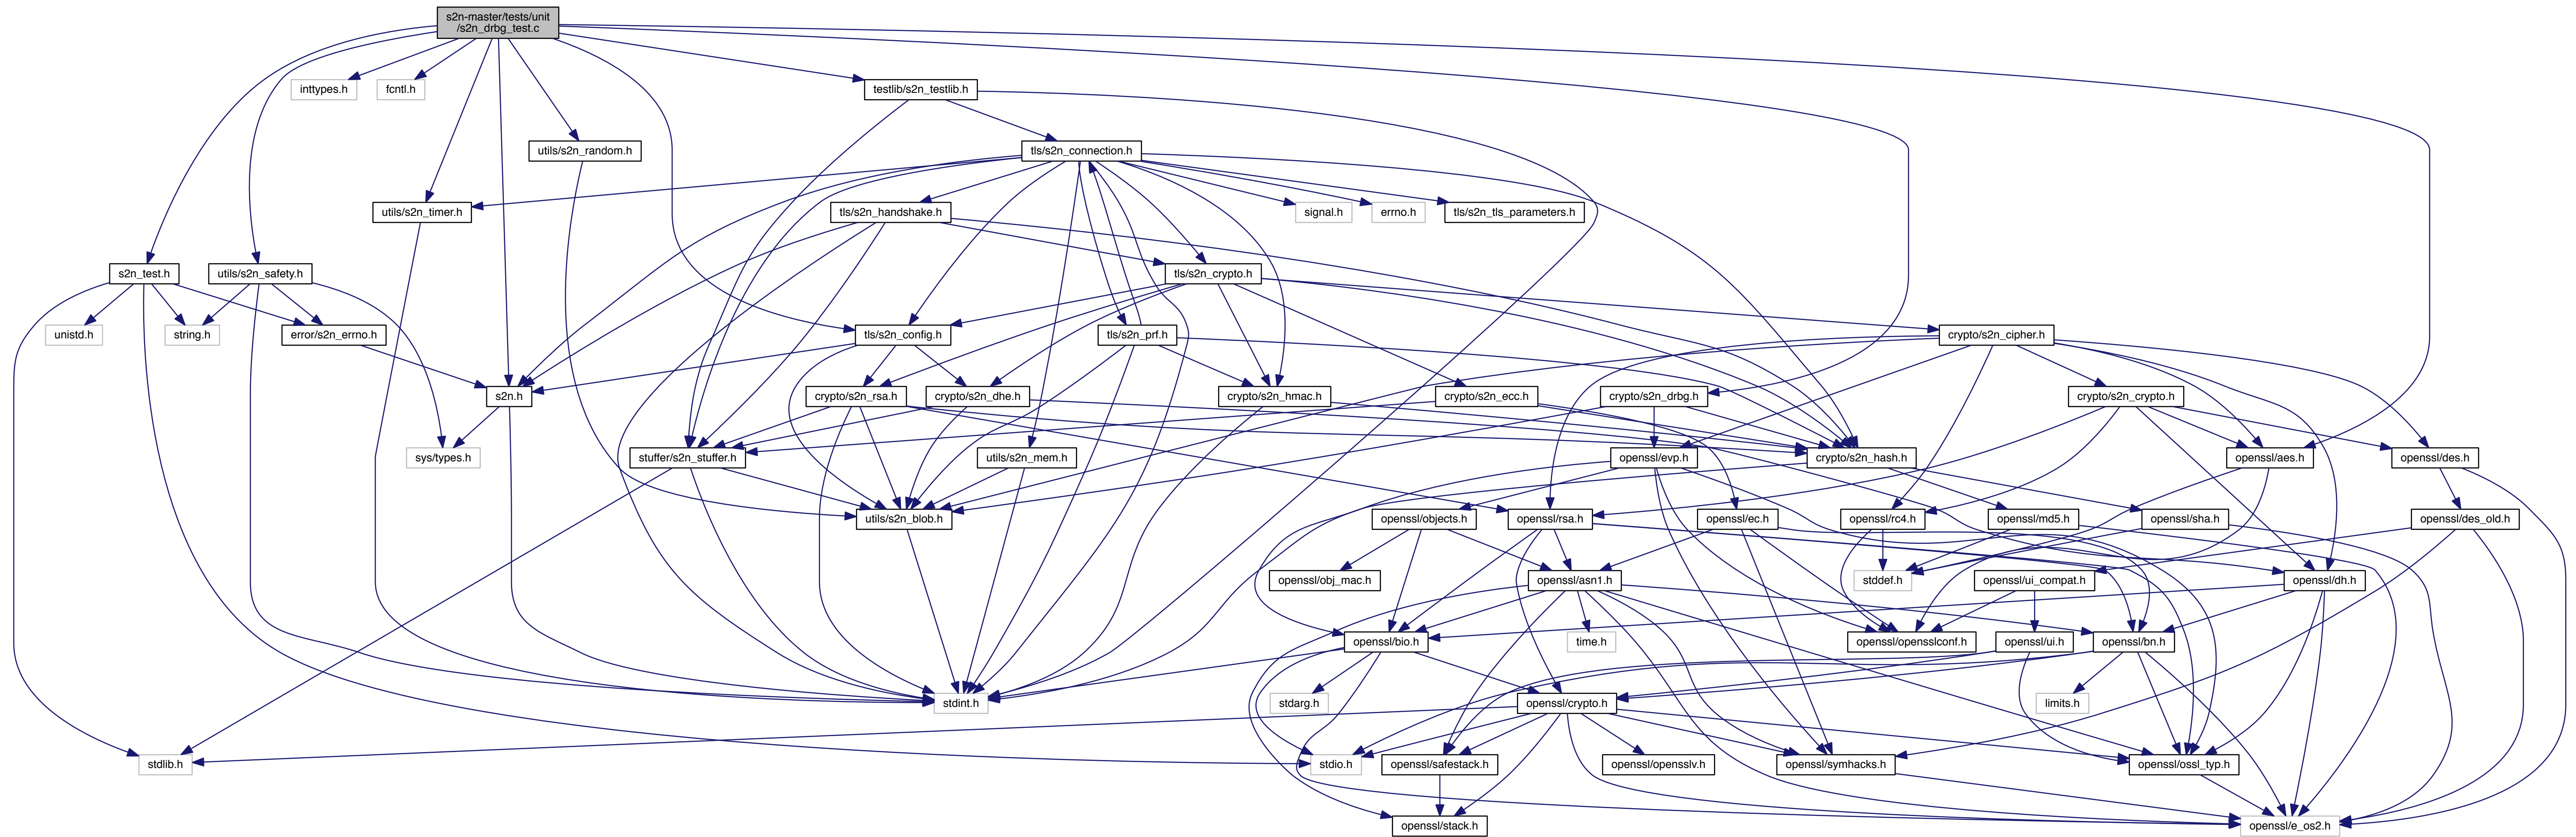 s2n-master/tests/unit
/s2n_drbg_test.c
inttypes.h
fcntl.h
testlib/s2n_testlib.h
utils/s2n_random.h
tls/s2n_connection.h
utils/s2n_timer.h
tls/s2n_handshake.h
signal.h
errno.h
tls/s2n_tls_parameters.h
s2n_test.h
utils/s2n_safety.h
tls/s2n_crypto.h
unistd.h
string.h
error/s2n_errno.h
tls/s2n_config.h
tls/s2n_prf.h
crypto/s2n_cipher.h
s2n.h
crypto/s2n_rsa.h
crypto/s2n_dhe.h
crypto/s2n_hmac.h
crypto/s2n_ecc.h
crypto/s2n_drbg.h
crypto/s2n_crypto.h
sys/types.h
stuffer/s2n_stuffer.h
utils/s2n_mem.h
openssl/evp.h
crypto/s2n_hash.h
openssl/aes.h
openssl/des.h
utils/s2n_blob.h
openssl/objects.h
openssl/rsa.h
openssl/ec.h
openssl/rc4.h
openssl/md5.h
openssl/sha.h
openssl/des_old.h
openssl/obj_mac.h
openssl/asn1.h
stddef.h
openssl/ui_compat.h
openssl/dh.h
openssl/bio.h
time.h
openssl/opensslconf.h
openssl/ui.h
openssl/bn.h
stdint.h
stdarg.h
openssl/crypto.h
limits.h
stdlib.h
stdio.h
openssl/safestack.h
openssl/opensslv.h
openssl/symhacks.h
openssl/ossl_typ.h
openssl/stack.h
openssl/e_os2.h